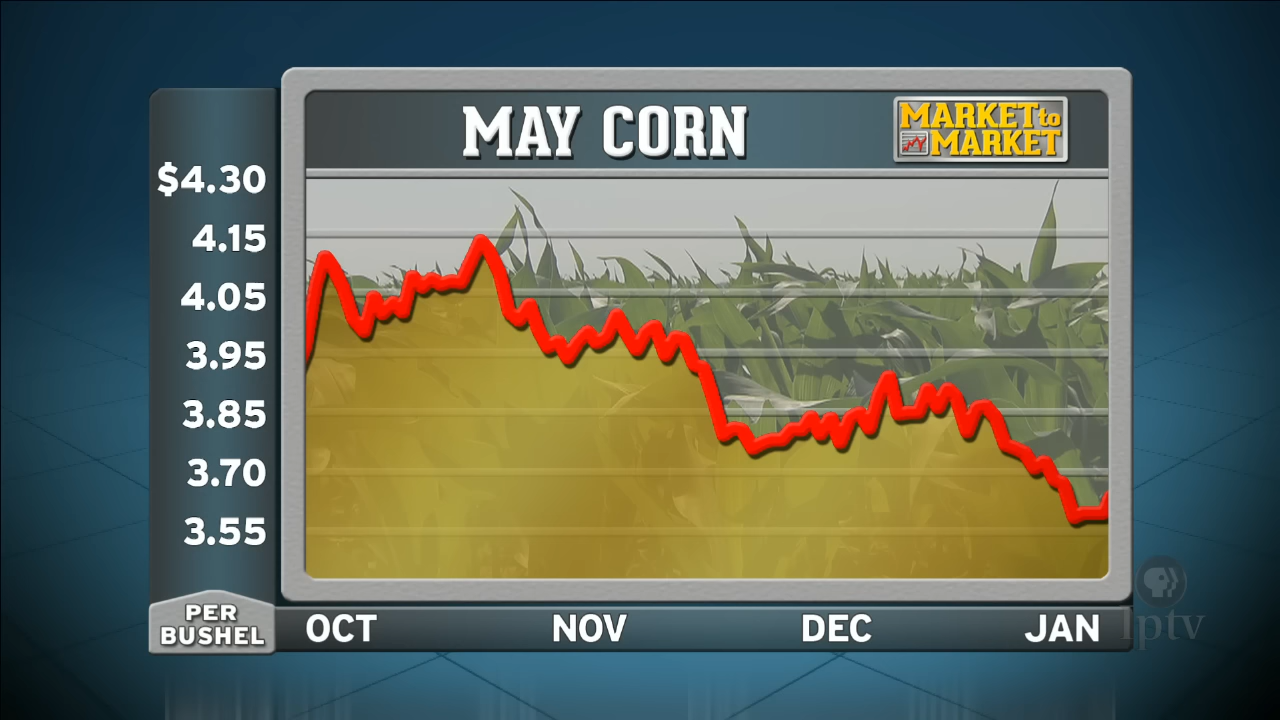 MAY CORN
MARKET to
MARKET
$4.30
4.15
4.05
3.95
3.85
3.70
3.55
PER
BUSHEL
OCT NOV DEC JAN
iptv